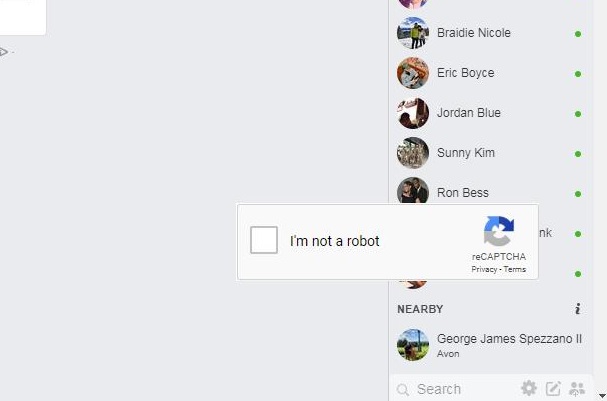 Braidie Nicole
Eric Boyce
Jordan Blue
Sunny Kim
Ron Bess
nk
I'm not a robot
reCAPTCHA
Privacy - Terms
NEARBY
George James Spezzano II
Avon
Search